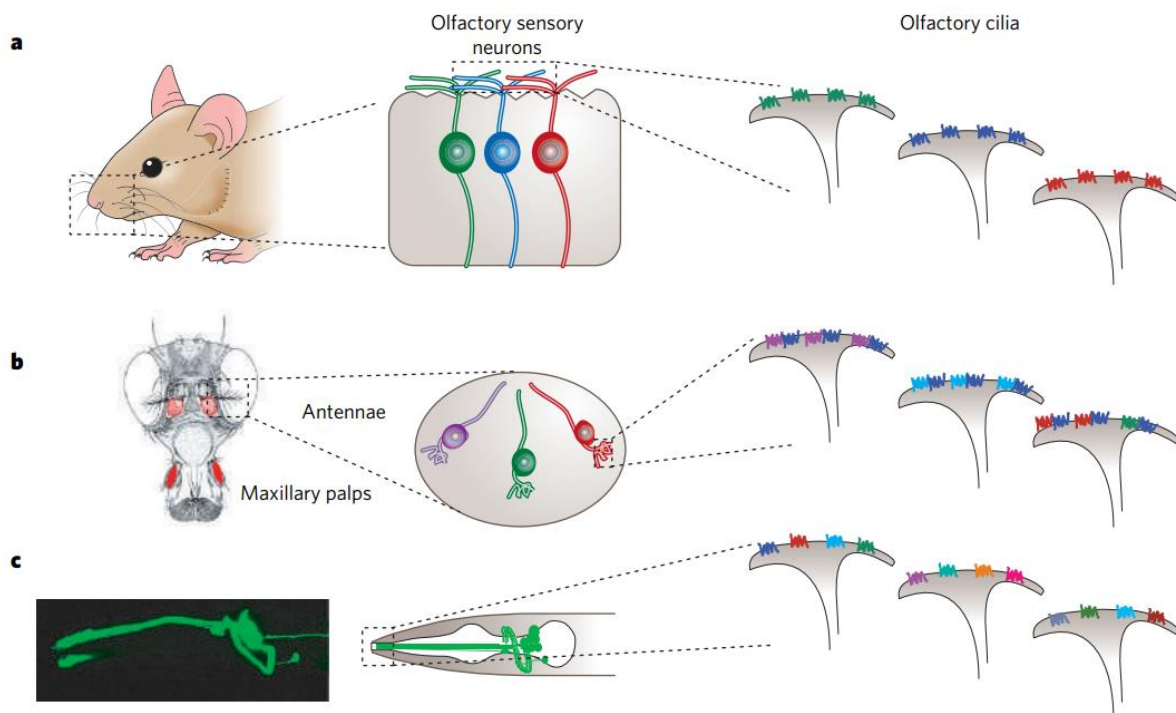 a
Olfactory sensory
neurons
Olfactory cilia
b
Antennae
Maxillary palps
c